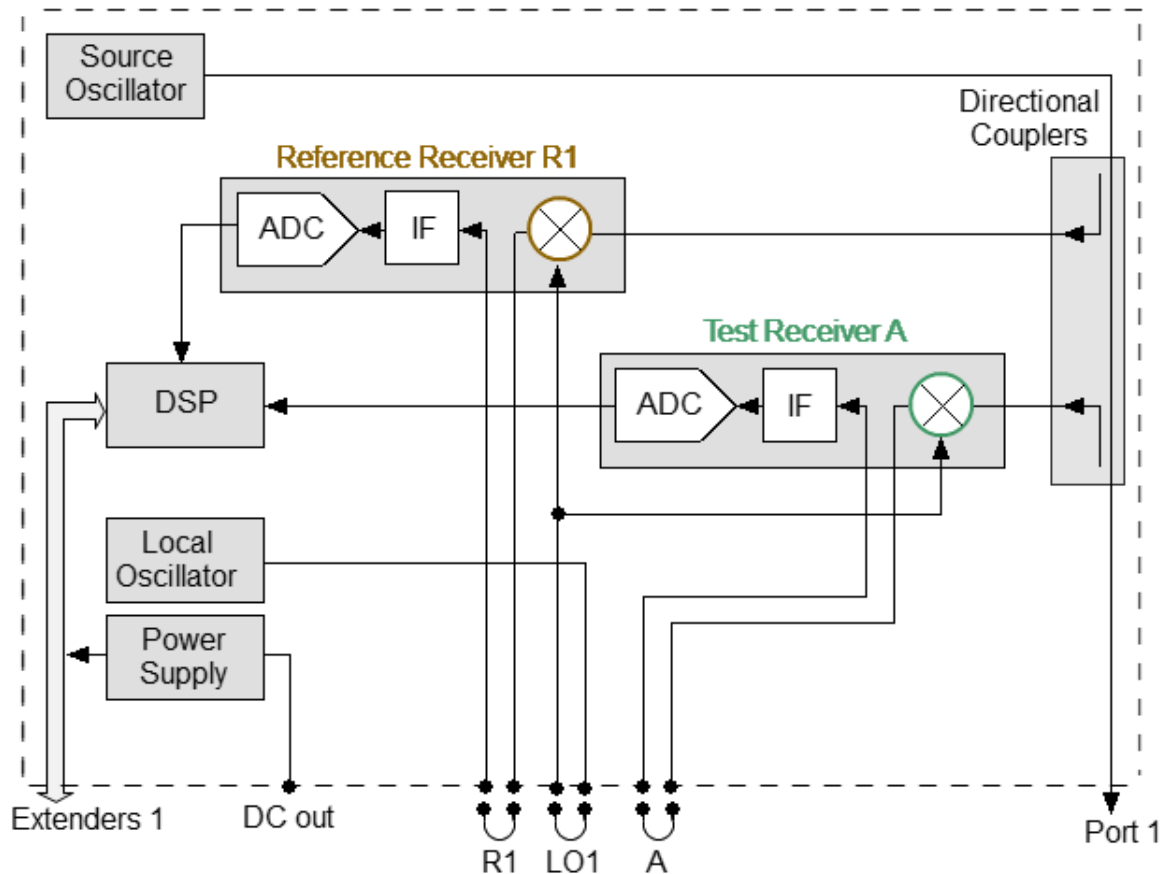 Source
Oscillator
Directional
Couplers
Reference Receiver R1
ADC
IF
Test Receiver A
DSP
ADC
IF
Local
Oscillator
Power
Supply
Extenders 1
DC out
R1
LO1
A
Port 1